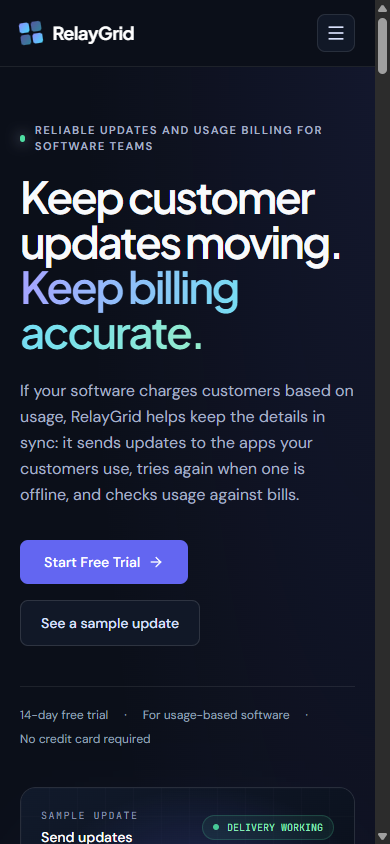 RelayGrid
RELIABLE UPDATES AND USAGE BILLING FOR
SOFTWARE TEAMS
Keep customer
updates moving.
Keep billing
accurate.
If your software charges customers based on
usage, RelayGrid helps keep the details in
sync: it sends updates to the apps your
customers use, tries again when one is
offline, and checks usage against bills.
Start Free Trial →
See a sample update
14-day free trial · For usage-based software ·
No credit card required
SAMPLE UPDATE
DELIVERY WORKING
Send updates